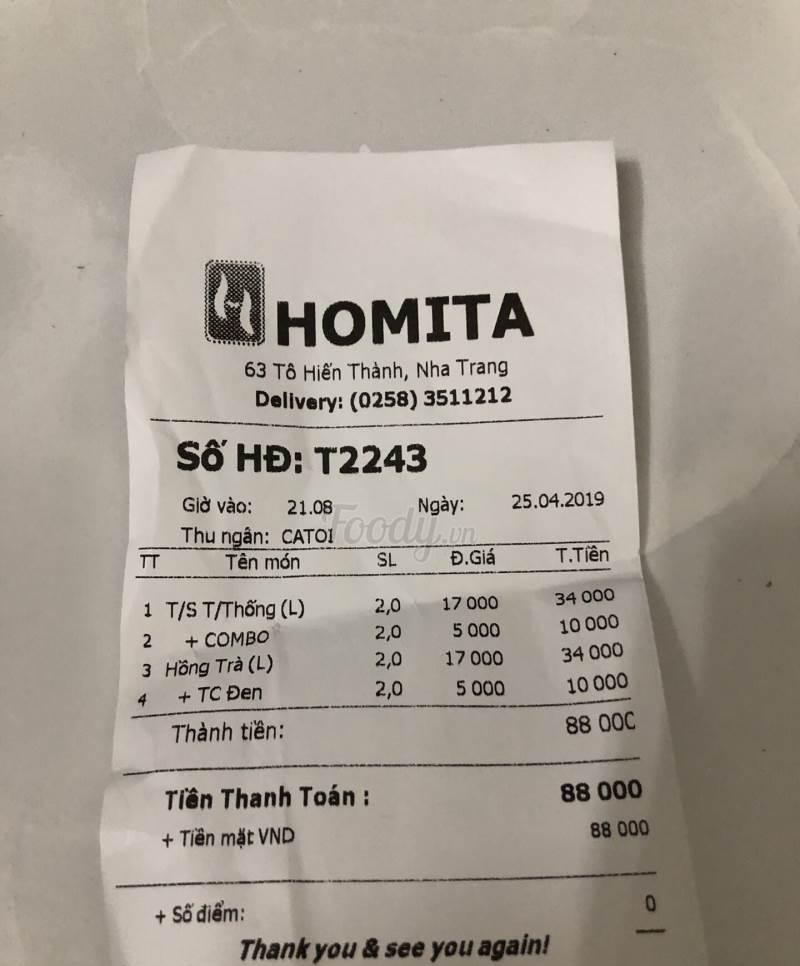 HOMITA
63 Tô Hiến Thành, Nha Trang
Delivery: (0258) 3511212
Số HĐ: T2243
Giờ vào: 21.08 Ngày: 25.04.2019
Thu ngân: CATO1
Foody.vn
TT Tên món SL Đ.Giá T.Tiền
1 T/S T/Thống (L) 2,0 17 000 34 000
2 + COMBO 2,0 5 000 10 000
3 Hồng Trà (L) 2,0 17 000 34 000
4 + TC Đen 2,0 5 000 10 000
Thành tiền: 88 000
Tiền Thanh Toán : 88 000
+ Tiền mặt VND 88 000
+ Số điểm: 0
Thank you & see you again!